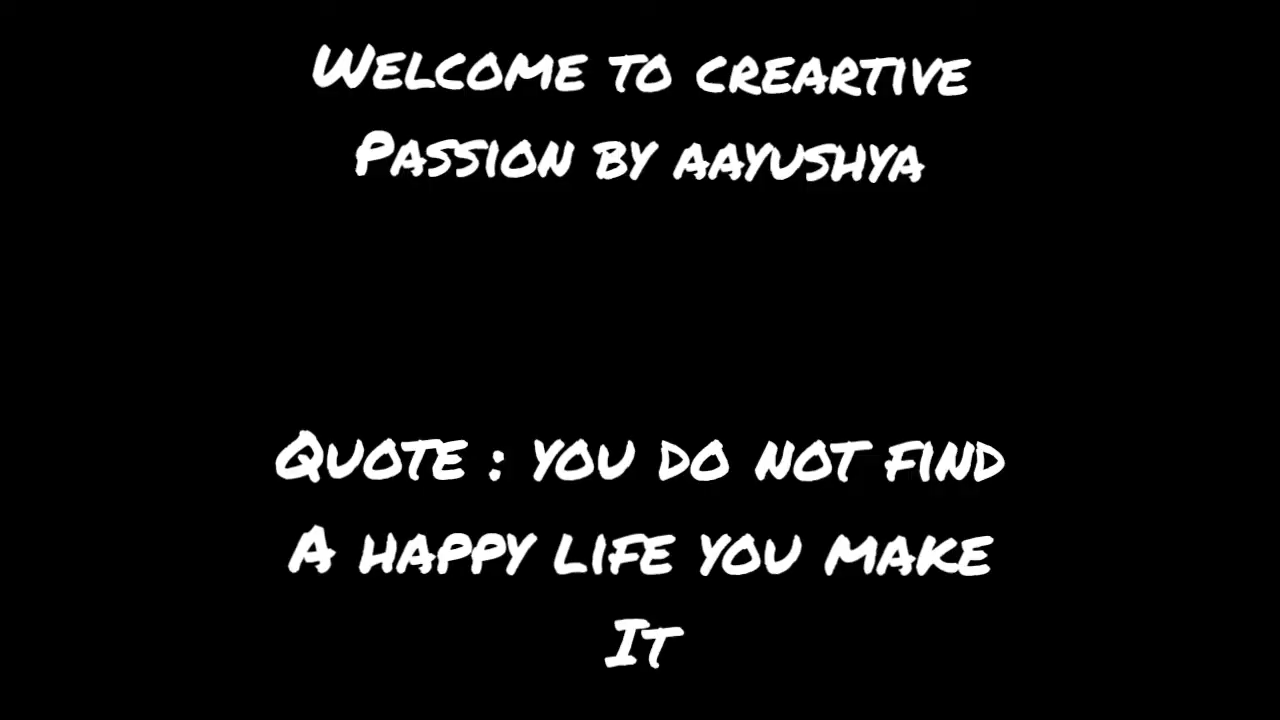 Welcome to creartive
Passion by aayushya
Quote : you do not find
A happy life you make
It